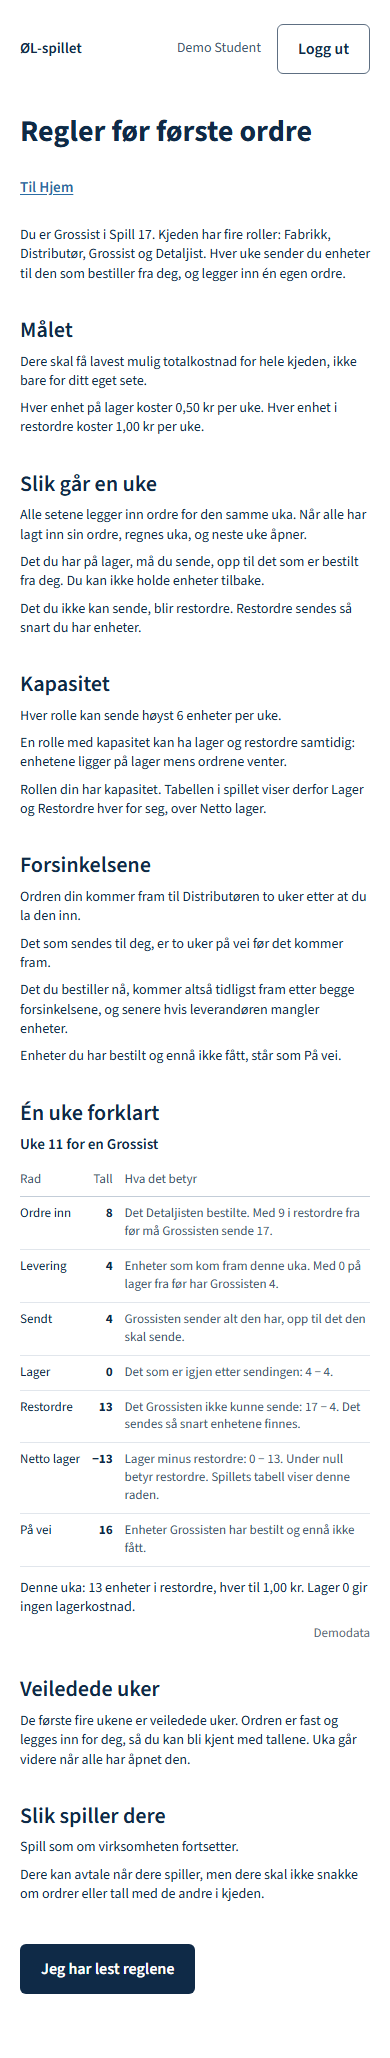 ØL-spillet
Demo Student
Logg ut
Regler før første ordre
Til Hjem
Du er Grossist i Spill 17. Kjeden har fire roller: Fabrikk,
Distributør, Grossist og Detaljist. Hver uke sender du enheter
til den som bestiller fra deg, og legger inn én egen ordre.
Målet
Dere skal få lavest mulig totalkostnad for hele kjeden, ikke
bare for ditt eget sete.
Hver enhet på lager koster 0,50 kr per uke. Hver enhet i
restordre koster 1,00 kr per uke.
Slik går en uke
Alle setene legger inn ordre for den samme uka. Når alle har
lagt inn sin ordre, regnes uka, og neste uke åpner.
Det du har på lager, må du sende, opp til det som er bestilt
fra deg. Du kan ikke holde enheter tilbake.
Det du ikke kan sende, blir restordre. Restordre sendes så
snart du har enheter.
Kapasitet
Hver rolle kan sende høyst 6 enheter per uke.
En rolle med kapasitet kan ha lager og restordre samtidig:
enhetene ligger på lager mens ordrene venter.
Rollen din har kapasitet. Tabellen i spillet viser derfor Lager
og Restordre hver for seg, over Netto lager.
Forsinkelsene
Ordren din kommer fram til Distributøren to uker etter at du
la den inn.
Det som sendes til deg, er to uker på vei før det kommer
fram.
Det du bestiller nå, kommer altså tidligst fram etter begge
forsinkelsene, og senere hvis leverandøren mangler
enheter.
Enheter du har bestilt og ennå ikke fått, står som På vei.
Én uke forklart
Uke 11 for en Grossist
Rad Tall Hva det betyr
Ordre inn 8 Det Detaljisten bestilte. Med 9 i restordre fra
før må Grossisten sende 17.
Levering 4 Enheter som kom fram denne uka. Med 0 på
lager fra før har Grossisten 4.
Sendt 4 Grossisten sender alt den har, opp til det den
skal sende.
Lager 0 Det som er igjen etter sendingen: 4 − 4.
Restordre 13 Det Grossisten ikke kunne sende: 17 − 4. Det
sendes så snart enhetene finnes.
Netto lager −13 Lager minus restordre: 0 − 13. Under null
betyr restordre. Spillets tabell viser denne
raden.
På vei 16 Enheter Grossisten har bestilt og ennå ikke
fått.
Denne uka: 13 enheter i restordre, hver til 1,00 kr. Lager 0 gir
ingen lagerkostnad.
Demodata
Veiledede uker
De første fire ukene er veiledede uker. Ordren er fast og
legges inn for deg, så du kan bli kjent med tallene. Uka går
videre når alle har åpnet den.
Slik spiller dere
Spill som om virksomheten fortsetter.
Dere kan avtale når dere spiller, men dere skal ikke snakke
om ordrer eller tall med de andre i kjeden.
Jeg har lest reglene